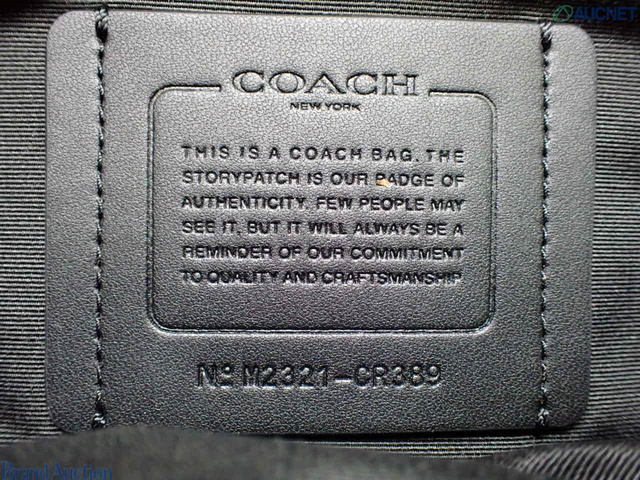 AUCNET
COACH
NEW YORK
THIS IS A COACH BAG. THE
STORYPATCH IS OUR BADGE OF
AUTHENTICITY. FEW PEOPLE MAY
SEE IT, BUT IT WILL ALWAYS BE A
REMINDER OF OUR COMMITMENT
TO QUALITY AND CRAFTSMANSHIP
Nº M2321-CR389
Brand Auction